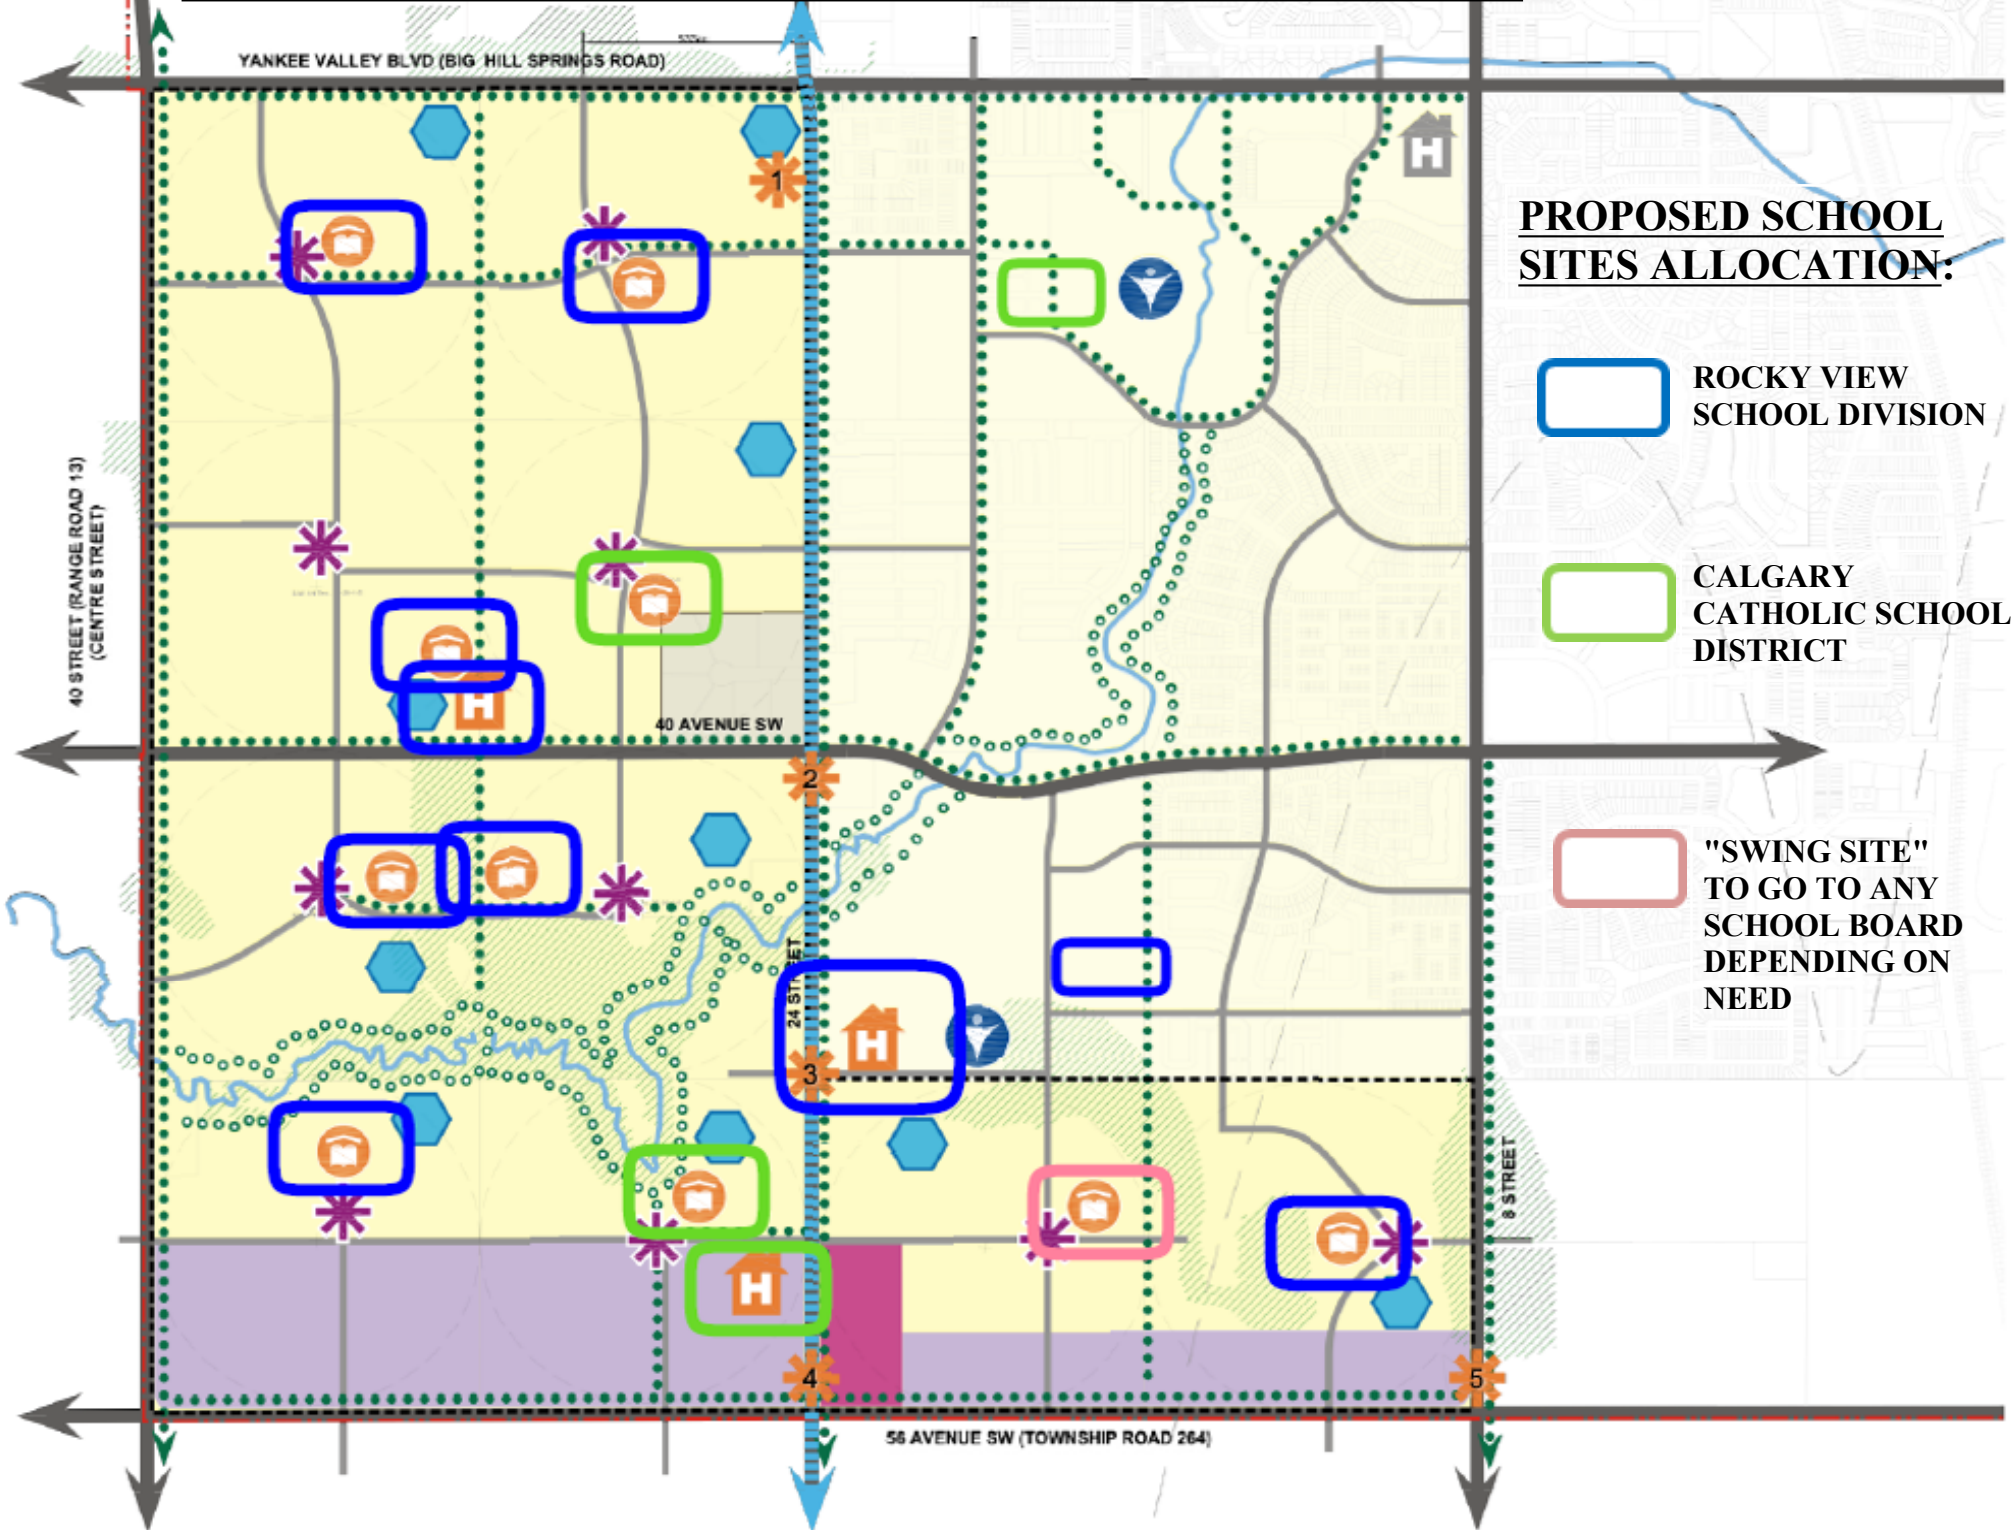 YANKEE VALLEY BLVD (BIG HILL SPRINGS ROAD)
1
H
PROPOSED SCHOOL
SITES ALLOCATION:
ROCKY VIEW
SCHOOL DIVISION
40 STREET (RANGE ROAD 13)
(CENTRE STREET)
CALGARY
CATHOLIC SCHOOL
DISTRICT
H
40 AVENUE SW
2
"SWING SITE"
TO GO TO ANY
SCHOOL BOARD
DEPENDING ON
NEED
24 STREET
H
3
8 STREET
H
4
5
56 AVENUE SW (TOWNSHIP ROAD 264)